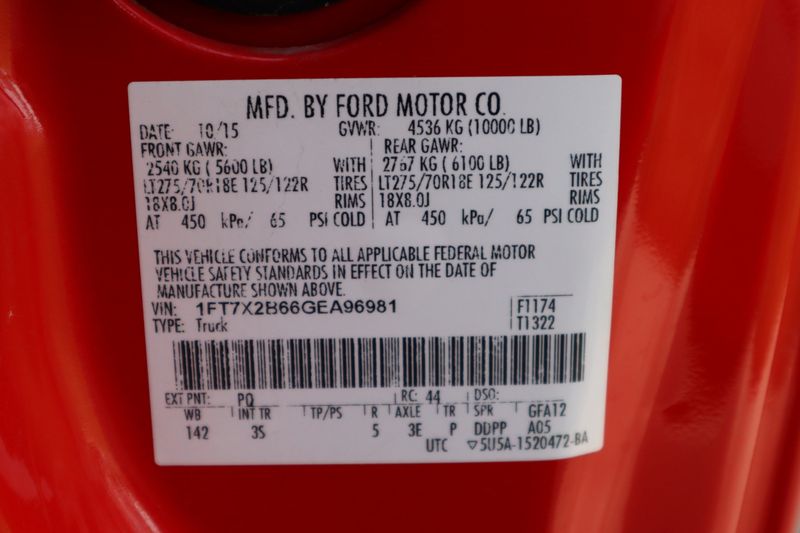 MFD. BY FORD MOTOR CO.
DATE: 10/15 GVWR: 4536 KG (10000 LB)
FRONT GAWR: REAR GAWR:
2540 KG ( 5600 LB) WITH 2767 KG ( 6100 LB) WITH
LT275/70R18E 125/122R TIRES LT275/70R18E 125/122R TIRES
18X8.0J RIMS 18X8.0J RIMS
AT 450 kPa/ 65 PSI COLD AT 450 kPa/ 65 PSI COLD
THIS VEHICLE CONFORMS TO ALL APPLICABLE FEDERAL MOTOR
VEHICLE SAFETY STANDARDS IN EFFECT ON THE DATE OF
MANUFACTURE SHOWN ABOVE.
VIN: 1FT7X2B66GEA96981 F1174
TYPE: Truck T1322
EXT PNT: PQ RC: 44 DSO:
WB INT TR TP/PS R AXLE TR SPR GFA12
142 3S 5 3E P DDPP A05
UTC ▽5U5A-1520472-BA